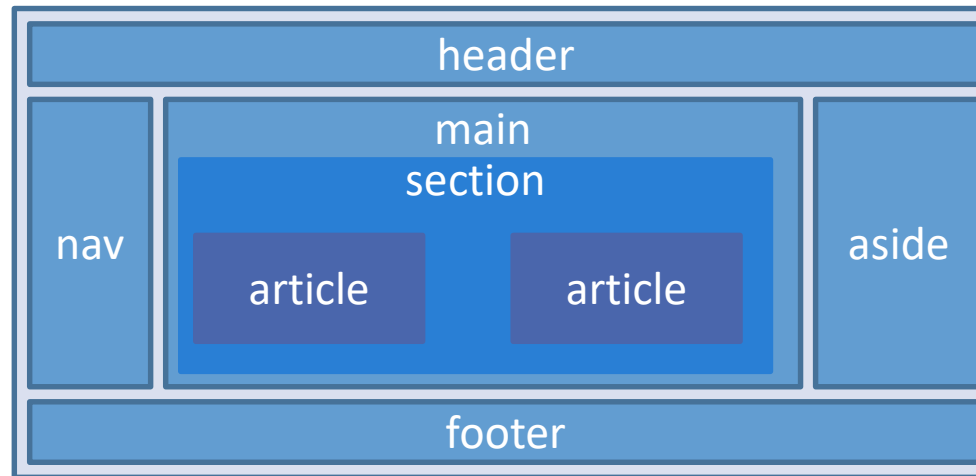 header
nav
main
section
article
article
aside
footer